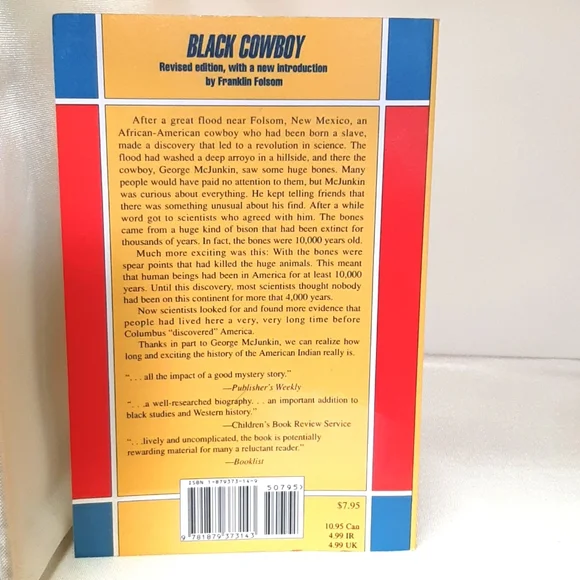 BLACK COWBOY
Revised edition, with a new introduction
by Franklin Folsom
After a great flood near Folsom, New Mexico, an
African-American cowboy who had been born a slave,
made a discovery that led to a revolution in science. The
flood had washed a deep arroyo in a hillside, and there the
cowboy, George McJunkin, saw some huge bones. Many
people would have paid no attention to them, but McJunkin
was curious about everything. He kept telling friends that
there was something unusual about his find. After a while
word got to scientists who agreed with him. The bones
came from a huge kind of bison that had been extinct for
thousands of years. In fact, the bones were 10,000 years old.
Much more exciting was this: With the bones were
spear points that had killed the huge animals. This meant
that human beings had been in America for at least 10,000
years. Until this discovery, most scientists thought nobody
had been on this continent for more that 4,000 years.
Now scientists looked for and found more evidence that
people had lived here a very, very long time before
Columbus "discovered" America.
Thanks in part to George McJunkin, we can realize how
long and exciting the history of the American Indian really is.
". . . all the impact of a good mystery story."
—Publisher's Weekly
". . .a well-researched biography. . . an important addition to
black studies and Western history."
—Children's Book Review Service
". . .lively and uncomplicated, the book is potentially
rewarding material for many a reluctant reader."
—Booklist
ISBN 1-879373-14-9
50795
9 781879 373143
$7.95
10.95 Can
4.99 IR
4.99 UK